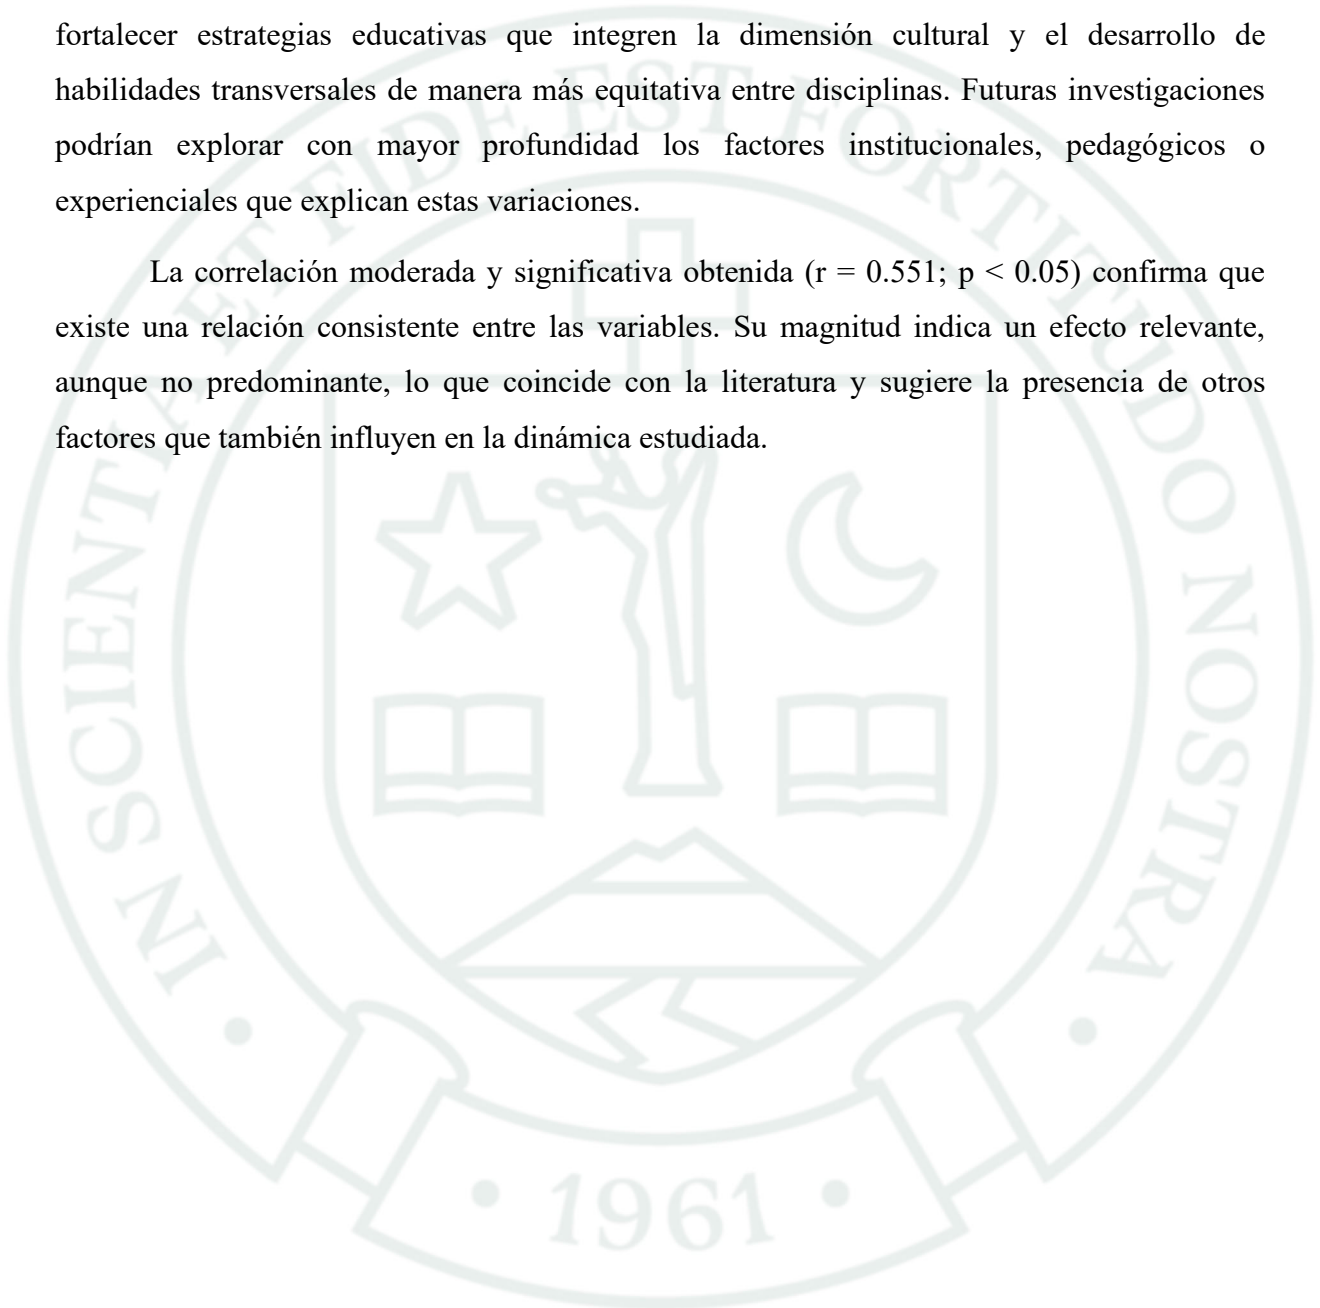 fortalecer estrategias educativas que integren la dimensión cultural y el desarrollo de
habilidades transversales de manera más equitativa entre disciplinas. Futuras investigaciones
podrían explorar con mayor profundidad los factores institucionales, pedagógicos o
experienciales que explican estas variaciones.
La correlación moderada y significativa obtenida (r = 0.551; p < 0.05) confirma que
existe una relación consistente entre las variables. Su magnitud indica un efecto relevante,
aunque no predominante, lo que coincide con la literatura y sugiere la presencia de otros
factores que también influyen en la dinámica estudiada.
• IN SCIENTIA ET FIDE EST FORTITUDO NOSTRA •
• 1961 •